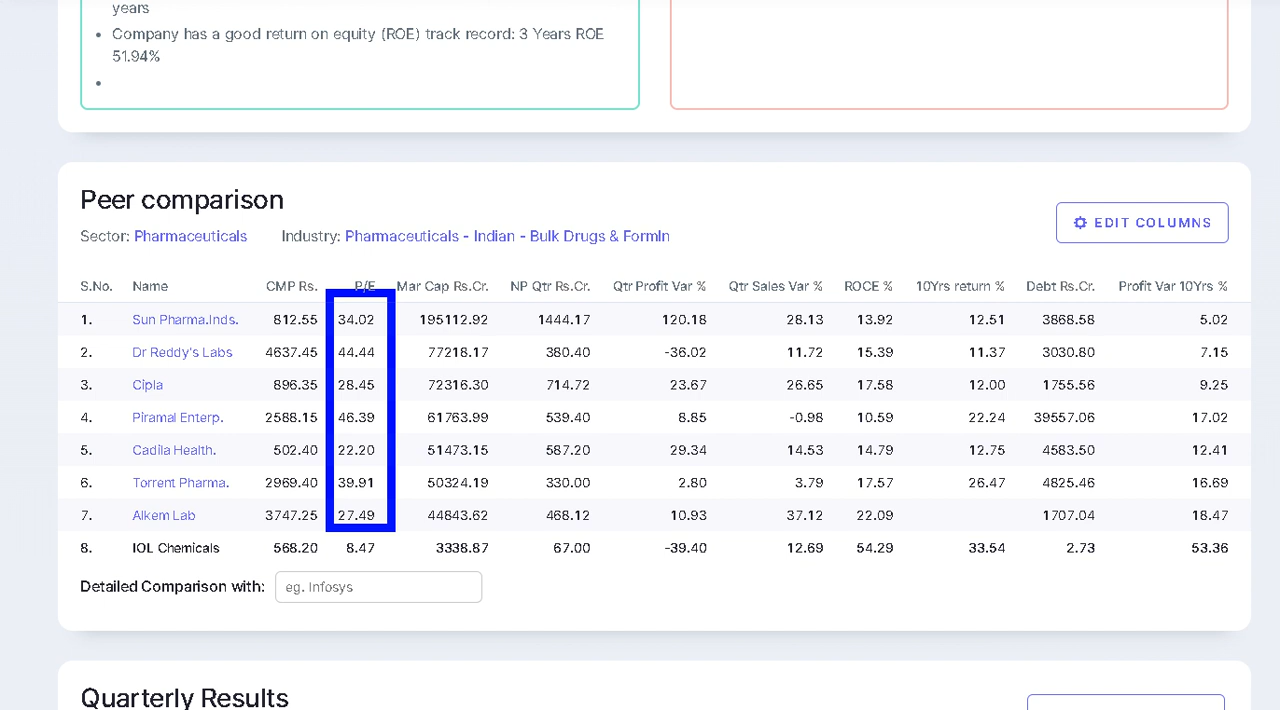 years
Company has a good return on equity (ROE) track record: 3 Years ROE
51.94%
Peer comparison
EDIT COLUMNS
Sector: Pharmaceuticals Industry: Pharmaceuticals - Indian - Bulk Drugs & Formln
S.No. Name CMP Rs. P/E Mar Cap Rs.Cr. NP Qtr Rs.Cr. Qtr Profit Var % Qtr Sales Var % ROCE % 10Yrs return % Debt Rs.Cr. Profit Var 10Yrs %
1. Sun Pharma.Inds. 812.55 34.02 195112.92 1444.17 120.18 28.13 13.92 12.51 3868.58 5.02
2. Dr Reddy's Labs 4637.45 44.44 77218.17 380.40 -36.02 11.72 15.39 11.37 3030.80 7.15
3. Cipla 896.35 28.45 72316.30 714.72 23.67 26.65 17.58 12.00 1755.56 9.25
4. Piramal Enterp. 2588.15 46.39 61763.99 539.40 8.85 -0.98 10.59 22.24 39557.06 17.02
5. Cadila Health. 502.40 22.20 51473.15 587.20 29.34 14.53 14.79 12.75 4583.50 12.41
6. Torrent Pharma. 2969.40 39.91 50324.19 330.00 2.80 3.79 17.57 26.47 4825.46 16.69
7. Alkem Lab 3747.25 27.49 44843.62 468.12 10.93 37.12 22.09 1707.04 18.47
8. IOL Chemicals 568.20 8.47 3338.87 67.00 -39.40 12.69 54.29 33.54 2.73 53.36
Detailed Comparison with: eg. Infosys
Quarterly Results